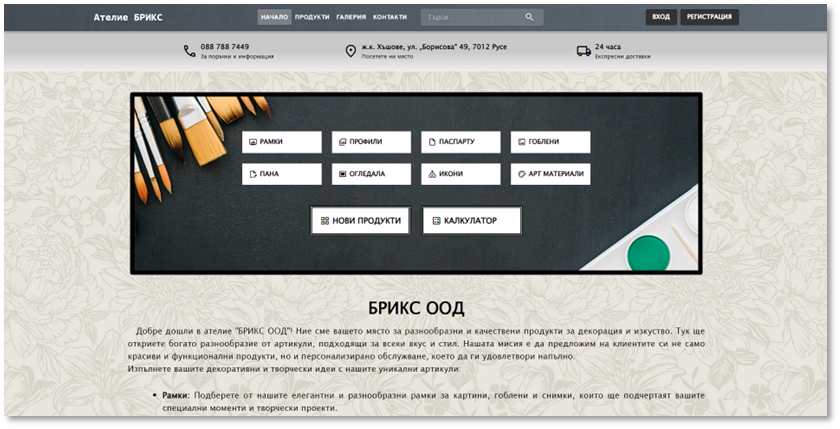 Ателие БРИКС
НАЧАЛО ПРОДУКТИ ГАЛЕРИЯ КОНТАКТИ
Търси...
ВХОД
РЕГИСТРАЦИЯ
088 788 7449
За поръчки и информация
ж.к. Хъшове, ул. „Борисова“ 49, 7012 Русе
Посетете ни място
24 часа
Експресни доставки
РАМКИ
ПРОФИЛИ
ПАСПАРТУ
ГОБЛЕНИ
ПАНА
ОГЛЕДАЛА
ИКОНИ
АРТ МАТЕРИАЛИ
НОВИ ПРОДУКТИ
КАЛКУЛАТОР
БРИКС ООД
Добре дошли в ателие "БРИКС ООД"! Ние сме вашето място за разнообразни и качествени продукти за декорация и изкуство. Тук ще
откриете богато разнообразие от артикули, подходящи за всеки вкус и стил. Нашата мисия е да предложим на клиентите си не само
красиви и функционални продукти, но и персонализирано обслужване, което да ги удовлетвори напълно.
Изпълнете вашите декоративни и творчески идеи с нашите уникални артикули.
• Рамки: Подберете от нашите елегантни и разнообразни рамки за картини, гоблени и снимки, които ще подчертаят вашите
специални моменти и творчески проекти.